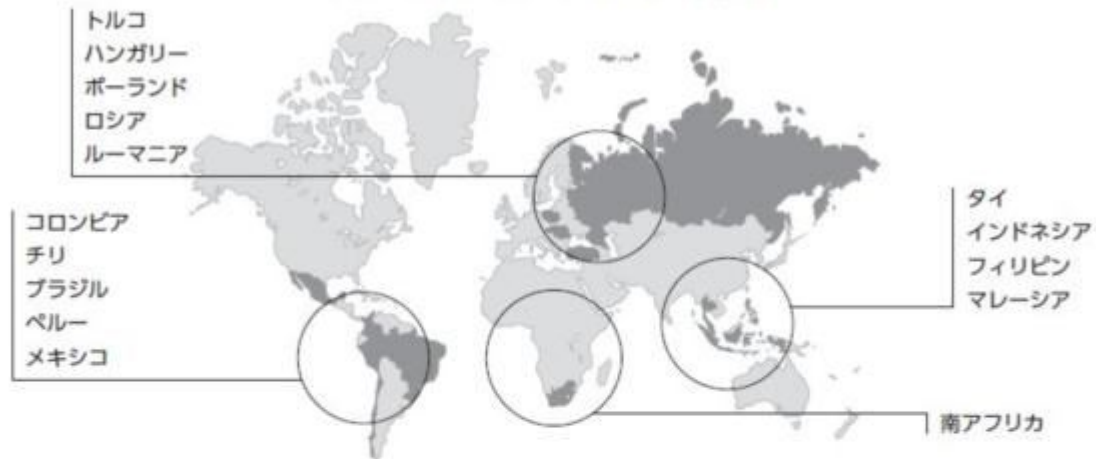 トルコ
ハンガリー
ポーランド
ロシア
ルーマニア
コロンビア
チリ
ブラジル
ペルー
メキシコ
タイ
インドネシア
フィリピン
マレーシア
南アフリカ